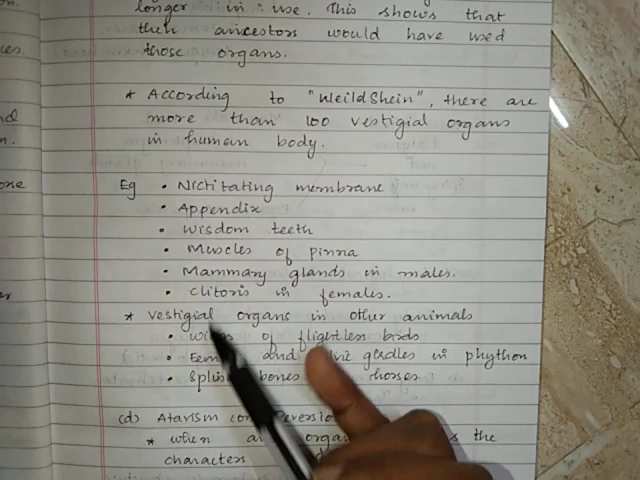 longer in use. This shows that
their ancestors would have used
those organs.
* According to "Weildshein", there are
more than 100 vestigial organs
in human body.
Eg • Nictitating membrane
• Appendix
• Wisdom teeth
• Muscles of pinna
• Mammary glands in males.
• Clitoris in females.
* Vestigial organs in other animals
• of flightless birds
• and girdles in phython
• bones horses
(d) Atavism
* when an the
characters